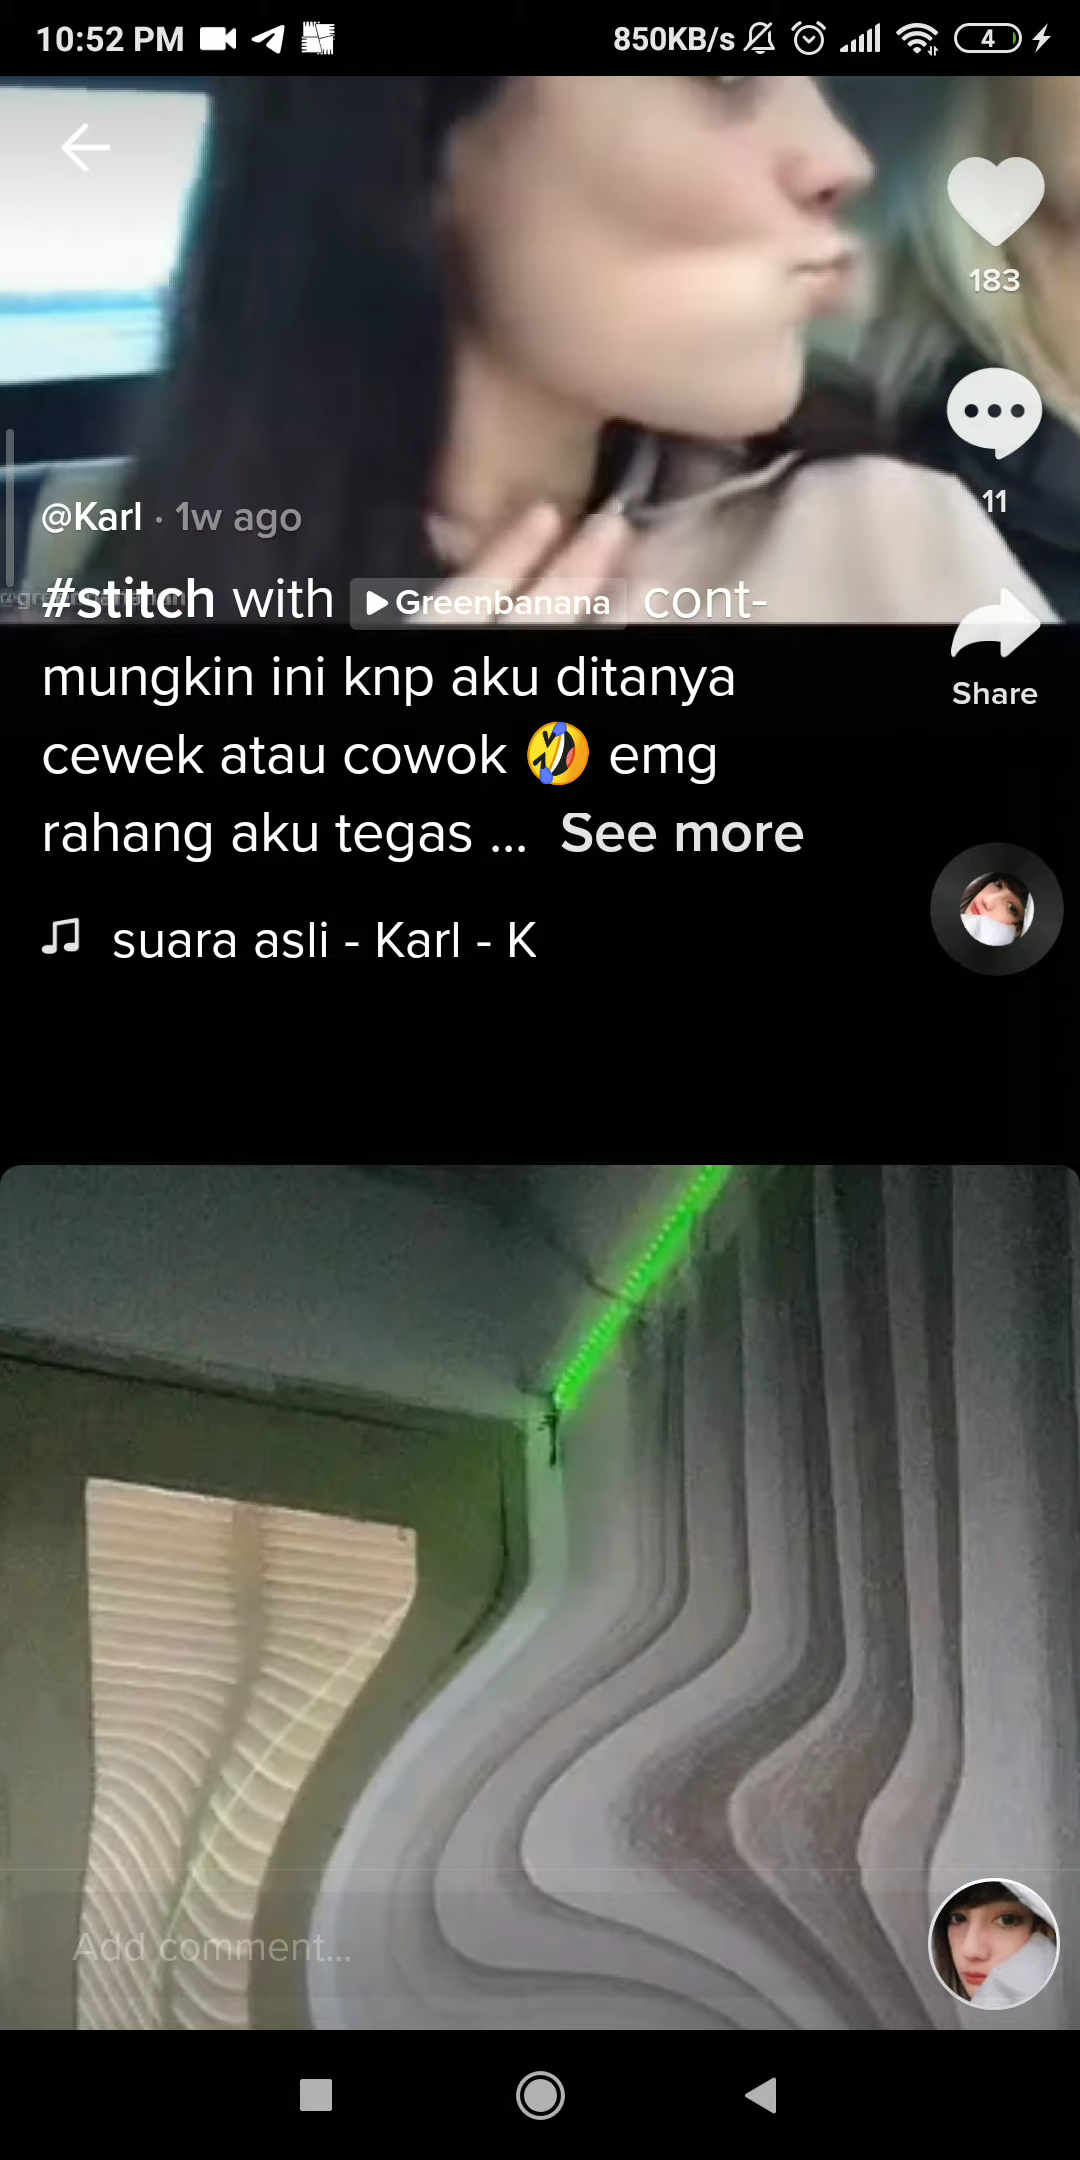 10:52 PM 850KB/s 4
183
11
@Karl · 1w ago
#stitch with Greenbanana cont-
mungkin ini knp aku ditanya
cewek atau cowok 🤣 emg
rahang aku tegas ... See more
Share
suara asli - Karl - K
Add comment...